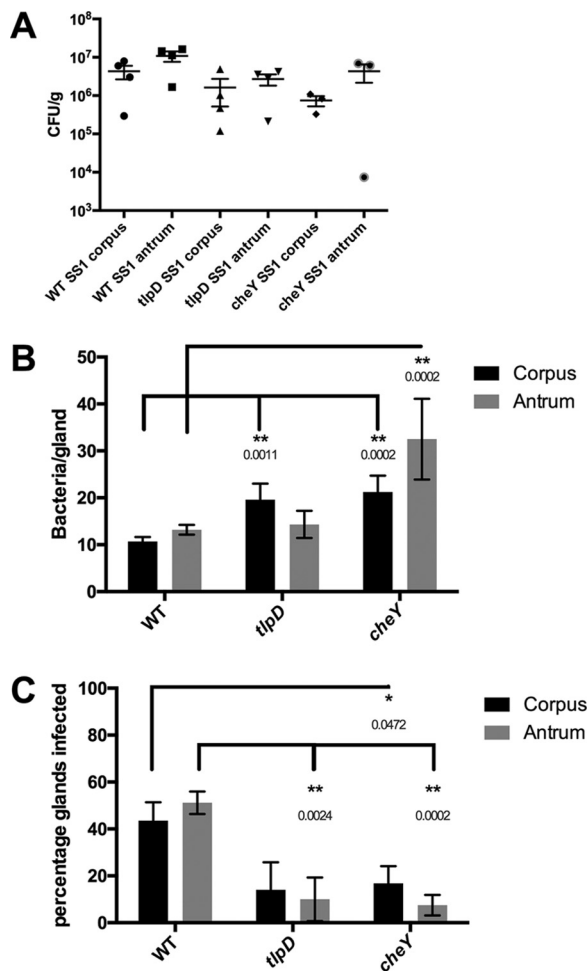 A
CFU/g
10⁸
10⁷
10⁶
10⁵
10⁴
10³
WT SS1 corpus
WT SS1 antrum
tlpD SS1 corpus
tlpD SS1 antrum
cheY SS1 corpus
cheY SS1 antrum
B
Bacteria/gland
50
40
30
20
10
0
**
0.0011
**
0.0002
**
0.0002
Corpus
Antrum
WT
tlpD
cheY
C
percentage glands infected
100
80
60
40
20
0
*
0.0472
**
0.0024
**
0.0002
Corpus
Antrum
WT
tlpD
cheY